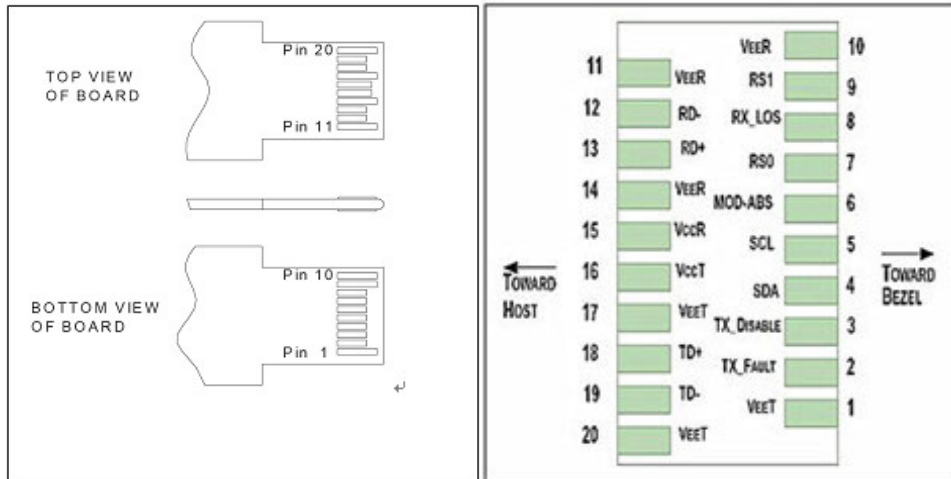 TOP VIEW
OF BOARD
Pin 20
Pin 11
BOTTOM VIEW
OF BOARD
Pin 10
Pin 1
VEER 10
11 VEER
RS1 9
12 RD-
RX_LOS 8
13 RD+
RS0 7
14 VEER
MOD-ABS 6
15 VCCR
SCL 5
16 VCCT
SDA 4
17 VEET
TX_DISABLE 3
18 TD+
TX_FAULT 2
19 TD-
VEET 1
20 VEET
TOWARD
HOST
TOWARD
BEZEL